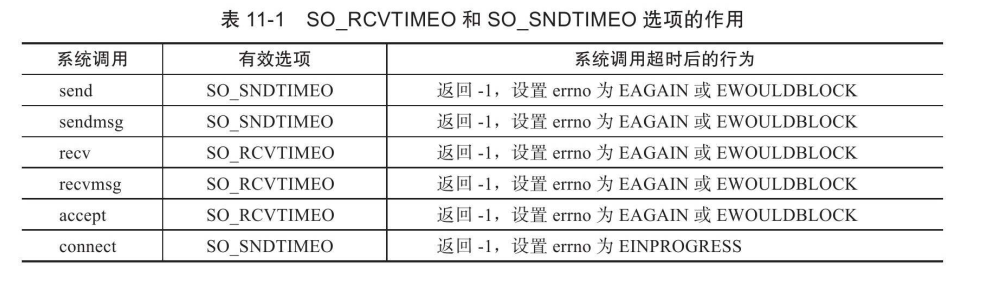 表 11-1 SO_RCVTIMEO 和 SO_SNDTIMEO 选项的作用
系统调用 有效选项 系统调用超时后的行为
send SO_SNDTIMEO 返回 -1，设置 errno 为 EAGAIN 或 EWOULDBLOCK
sendmsg SO_SNDTIMEO 返回 -1，设置 errno 为 EAGAIN 或 EWOULDBLOCK
recv SO_RCVTIMEO 返回 -1，设置 errno 为 EAGAIN 或 EWOULDBLOCK
recvmsg SO_RCVTIMEO 返回 -1，设置 errno 为 EAGAIN 或 EWOULDBLOCK
accept SO_RCVTIMEO 返回 -1，设置 errno 为 EAGAIN 或 EWOULDBLOCK
connect SO_SNDTIMEO 返回 -1，设置 errno 为 EINPROGRESS